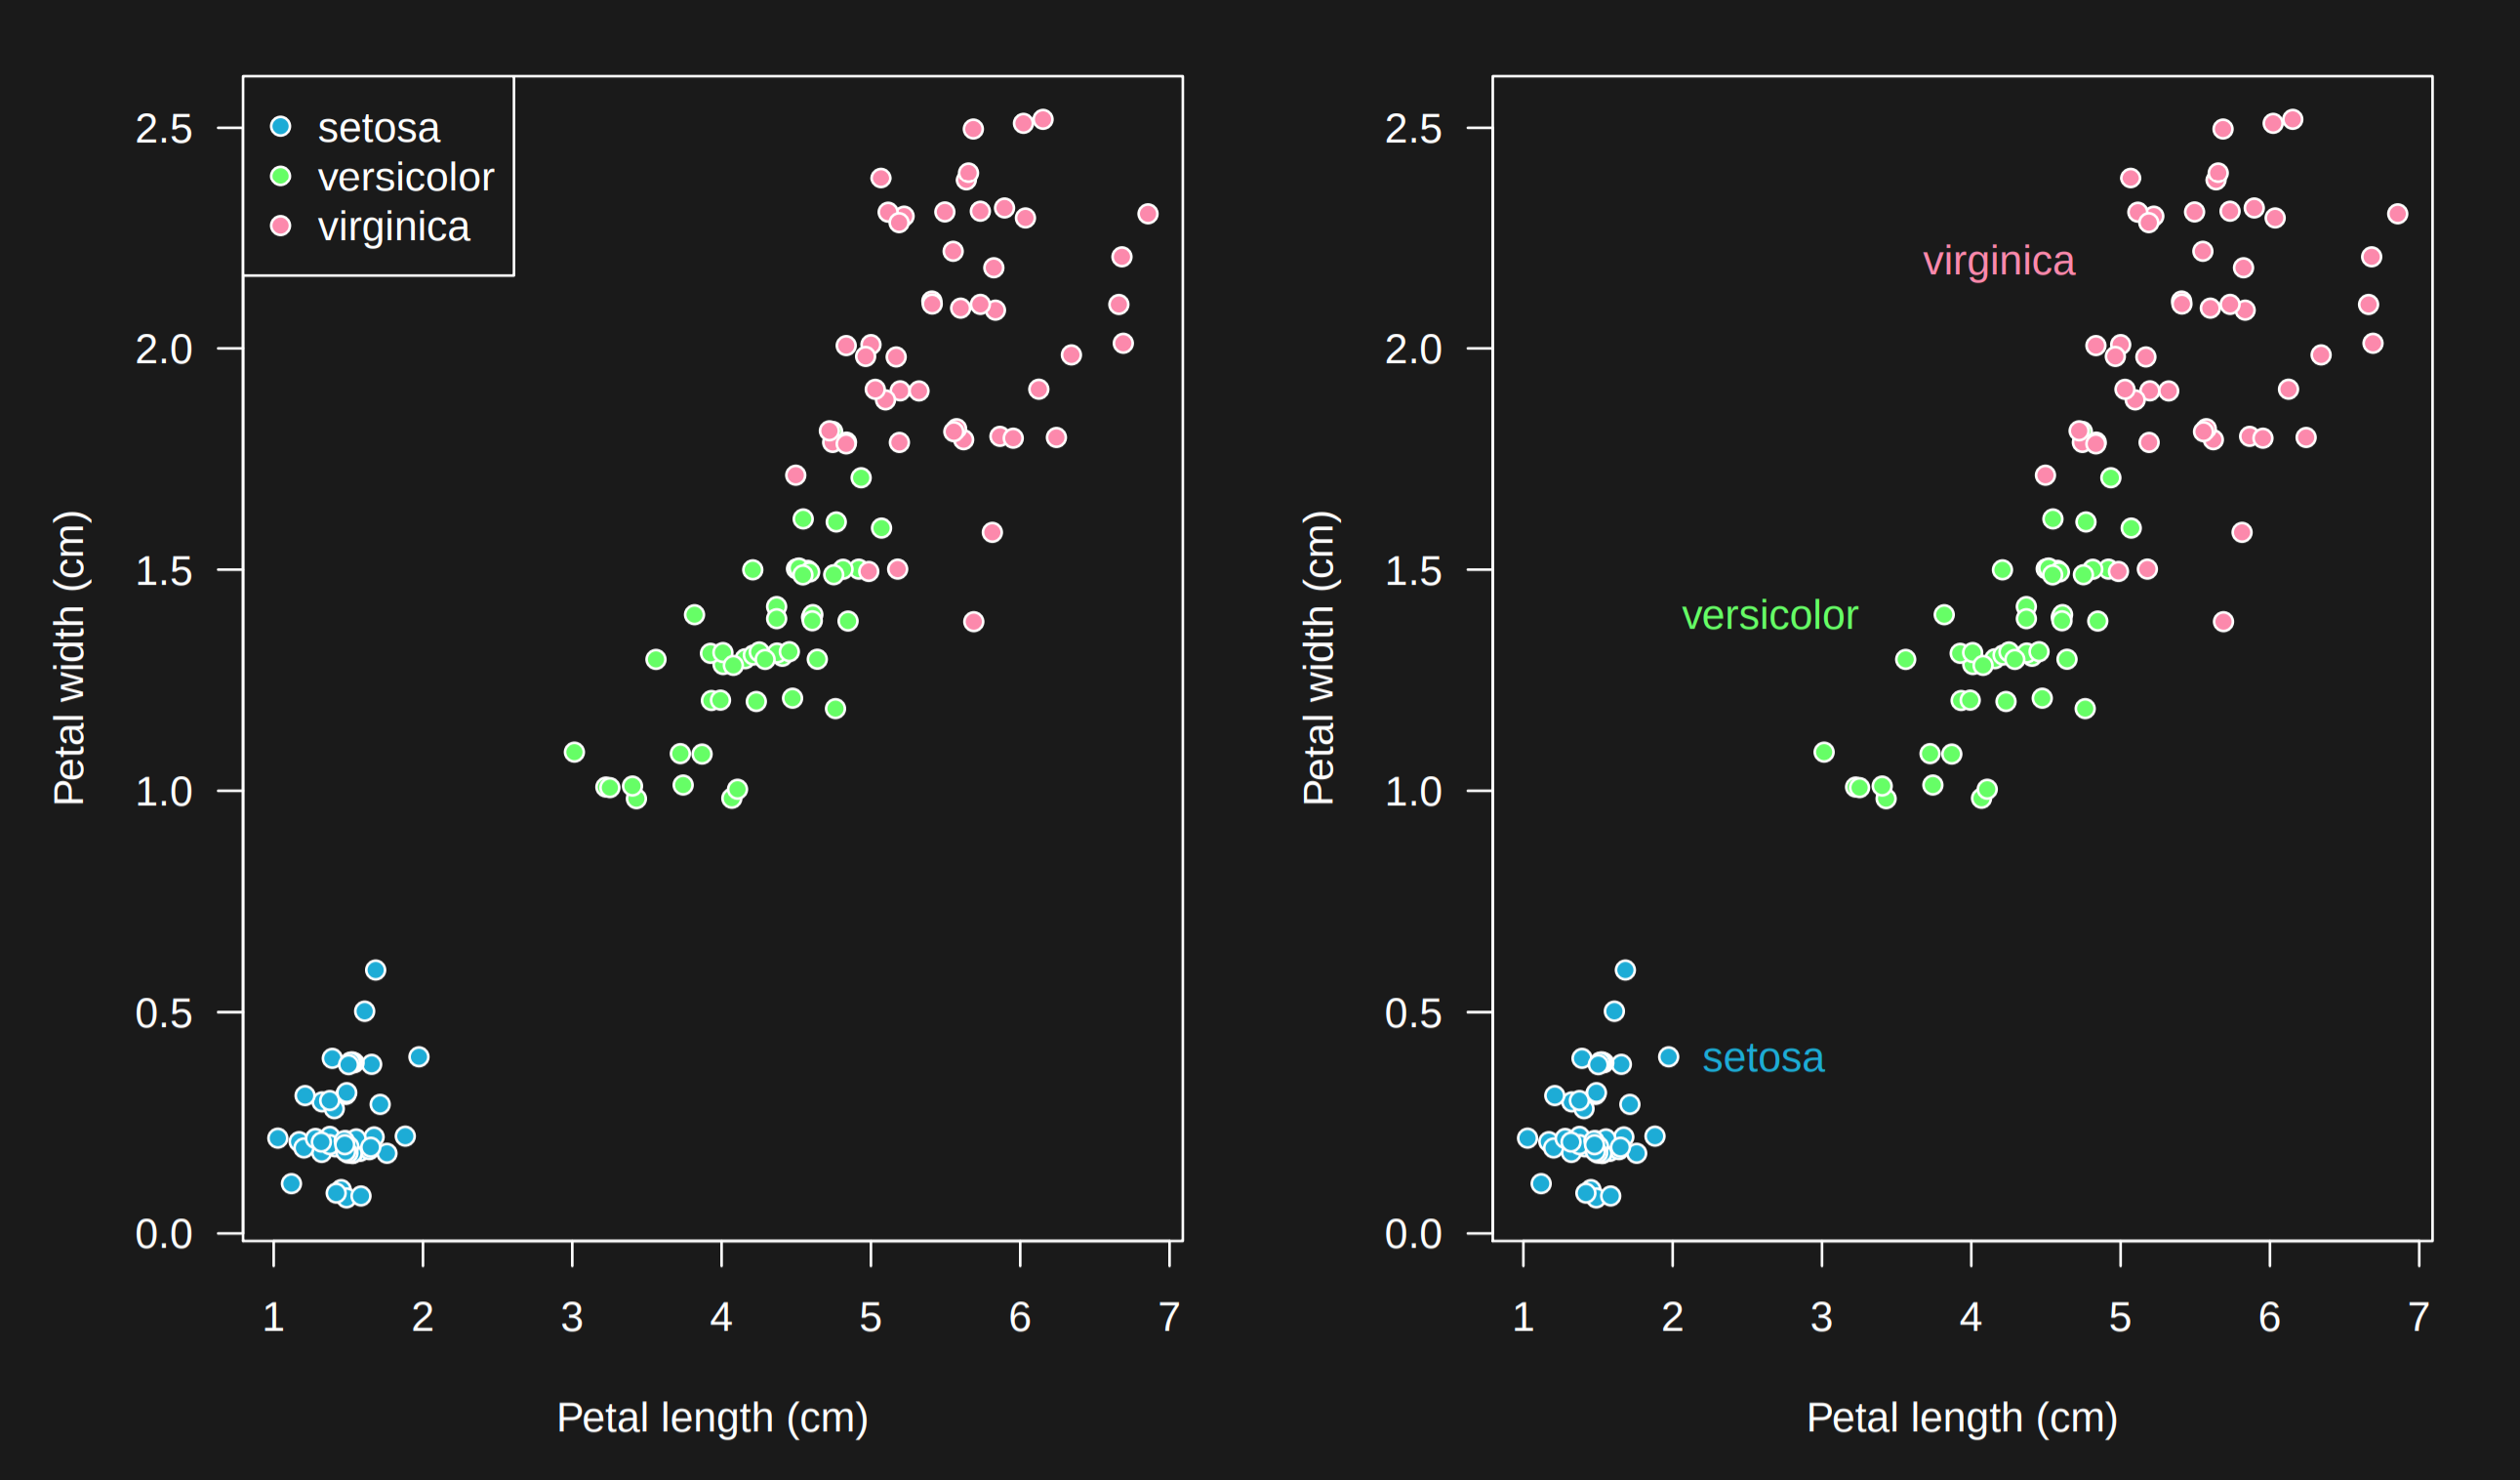 setosa
versicolor
virginica
2.5
2.0
1.5
1.0
0.5
0.0
Petal width (cm)
1 2 3 4 5 6 7
Petal length (cm)
2.5
2.0
1.5
1.0
0.5
0.0
Petal width (cm)
virginica
versicolor
setosa
1 2 3 4 5 6 7
Petal length (cm)